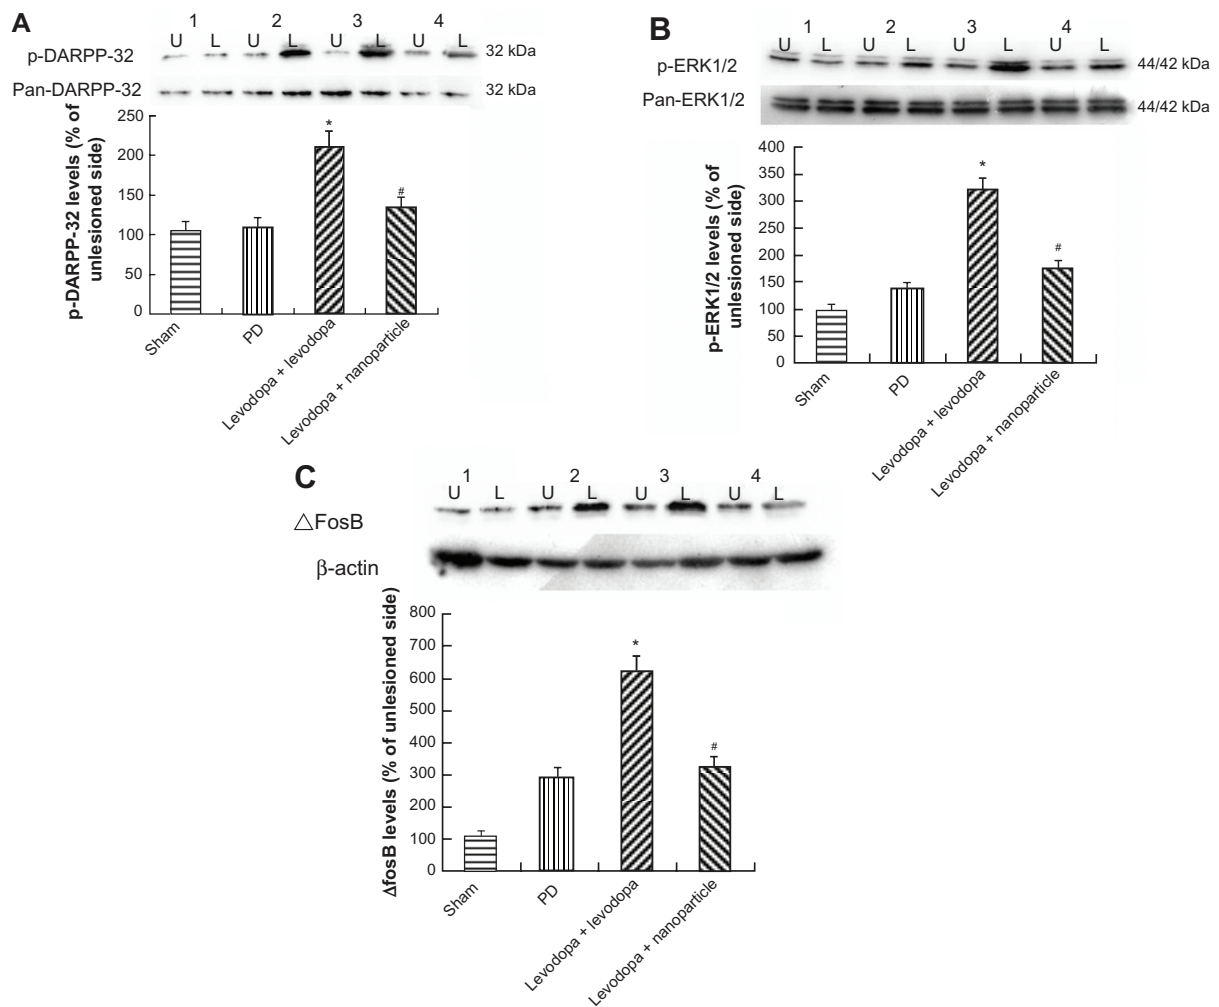 A
1 2 3 4
U L U L U L U L
p-DARPP-32
32 kDa
Pan-DARPP-32
32 kDa
p-DARPP-32 levels (% of
unlesioned side)
250
200
150
100
50
0
*
#
Sham
PD
Levodopa + levodopa
Levodopa + nanoparticle
B
1 2 3 4
U L U L U L U L
p-ERK1/2
44/42 kDa
Pan-ERK1/2
44/42 kDa
p-ERK1/2 levels (% of
unlesioned side)
400
350
300
250
200
150
100
50
0
*
#
Sham
PD
Levodopa + levodopa
Levodopa + nanoparticle
C
1 2 3 4
U L U L U L U L
△FosB
β-actin
ΔfosB levels (% of unlesioned side)
800
700
600
500
400
300
200
100
0
*
#
Sham
PD
Levodopa + levodopa
Levodopa + nanoparticle